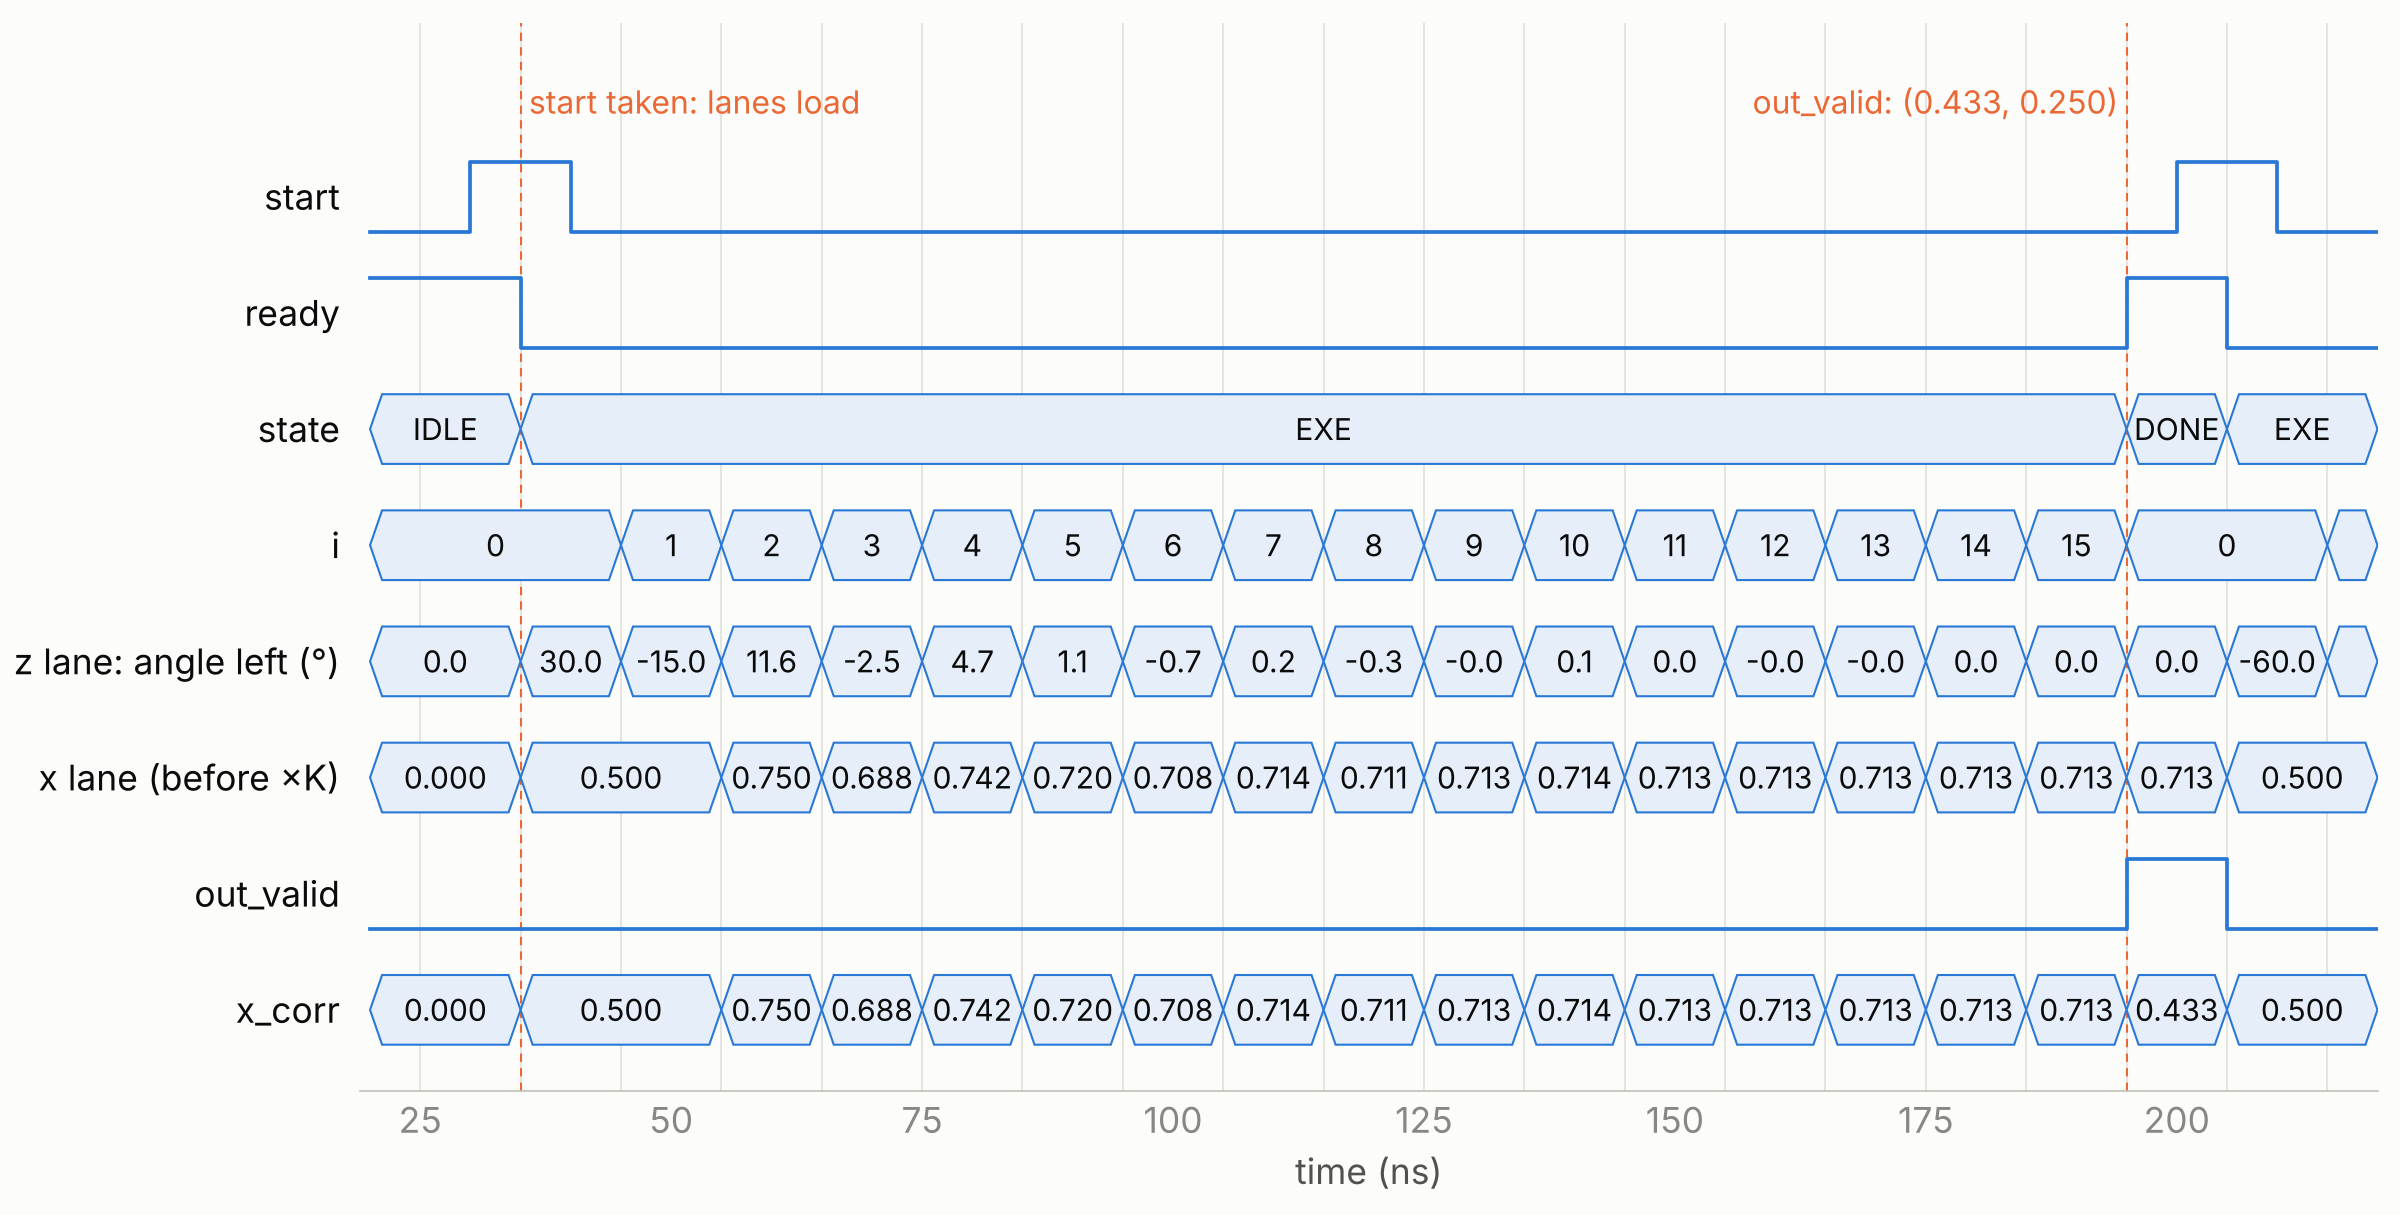 start taken: lanes load
out_valid: (0.433, 0.250)
start
ready
state IDLE EXE DONE EXE
i 0 1 2 3 4 5 6 7 8 9 10 11 12 13 14 15 0
z lane: angle left (°) 0.0 30.0 -15.0 11.6 -2.5 4.7 1.1 -0.7 0.2 -0.3 -0.0 0.1 0.0 -0.0 -0.0 0.0 0.0 0.0 -60.0
x lane (before ×K) 0.000 0.500 0.750 0.688 0.742 0.720 0.708 0.714 0.711 0.713 0.714 0.713 0.713 0.713 0.713 0.713 0.713 0.500
out_valid
x_corr 0.000 0.500 0.750 0.688 0.742 0.720 0.708 0.714 0.711 0.713 0.714 0.713 0.713 0.713 0.713 0.713 0.433 0.500
25 50 75 100 125 150 175 200
time (ns)